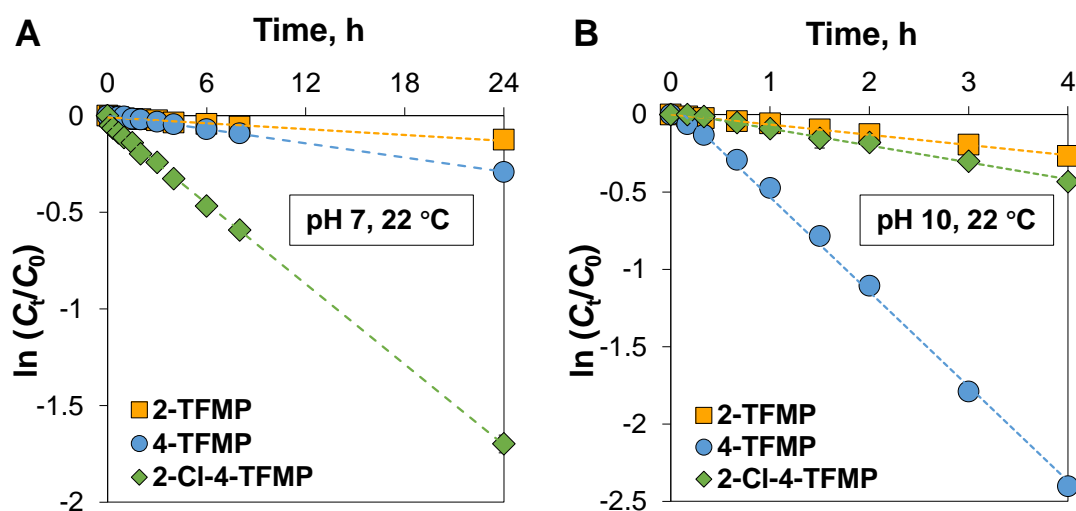 A
Time, h
0 6 12 18 24
0
-0.5
-1
-1.5
-2
ln (Ct/C0)
pH 7, 22 °C
2-TFMP
4-TFMP
2-Cl-4-TFMP
B
Time, h
0 1 2 3 4
0
-0.5
-1
-1.5
-2
-2.5
ln (Ct/C0)
pH 10, 22 °C
2-TFMP
4-TFMP
2-Cl-4-TFMP